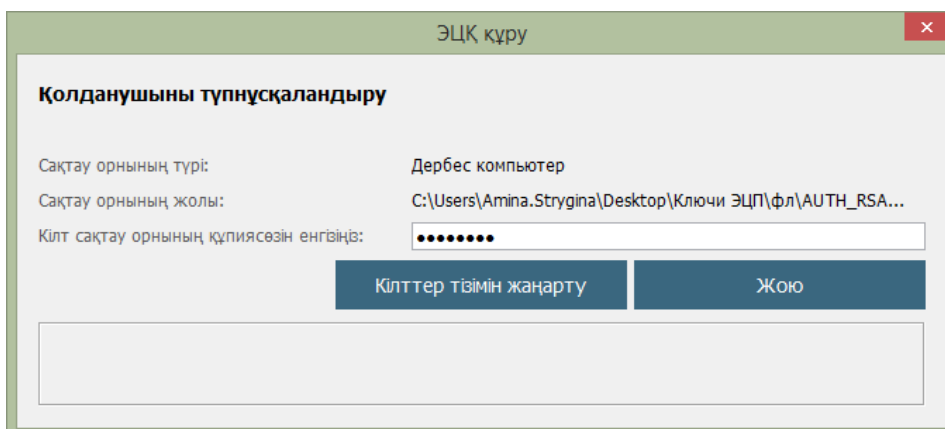 ЭЦҚ құру
Қолданушыны түпнұсқаландыру
Сақтау орнының түрі: Дербес компьютер
Сақтау орнының жолы: C:\Users\Amina.Strygina\Desktop\Ключи ЭЦП\фл\AUTH_RSA...
Кілт сақтау орнының құпиясөзін енгізіңіз: ●●●●●●●●
Кілттер тізімін жаңарту Жою